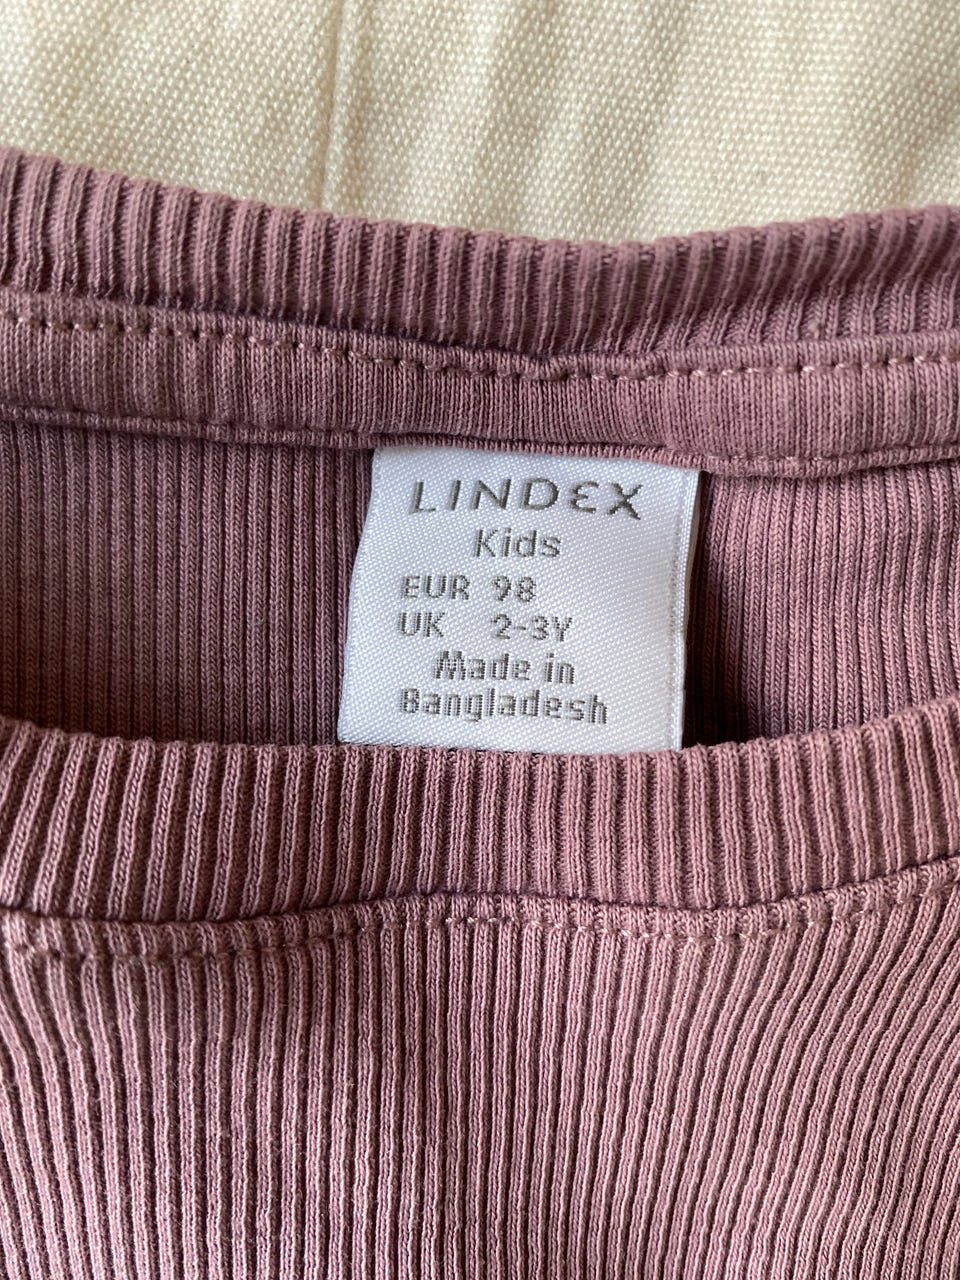 LINDEX
Kids
EUR 98
UK 2-3Y
Made in
Bangladesh